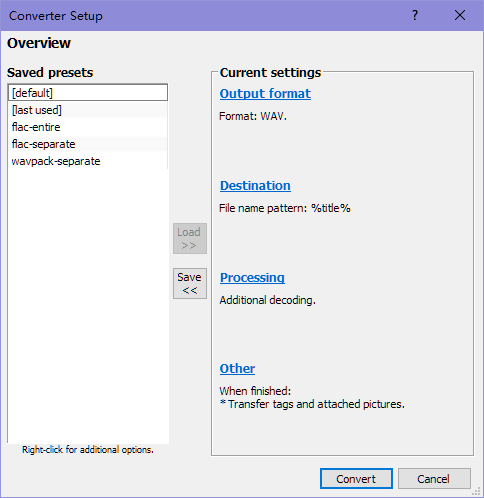 Converter Setup
?
Overview
Saved presets
[default]
[last used]
flac-entire
flac-separate
wavpack-separate
Load
>>
Save
<<
Right-click for additional options.
Current settings
Output format
Format: WAV.
Destination
File name pattern: %title%
Processing
Additional decoding.
Other
When finished:
* Transfer tags and attached pictures.
Convert
Cancel